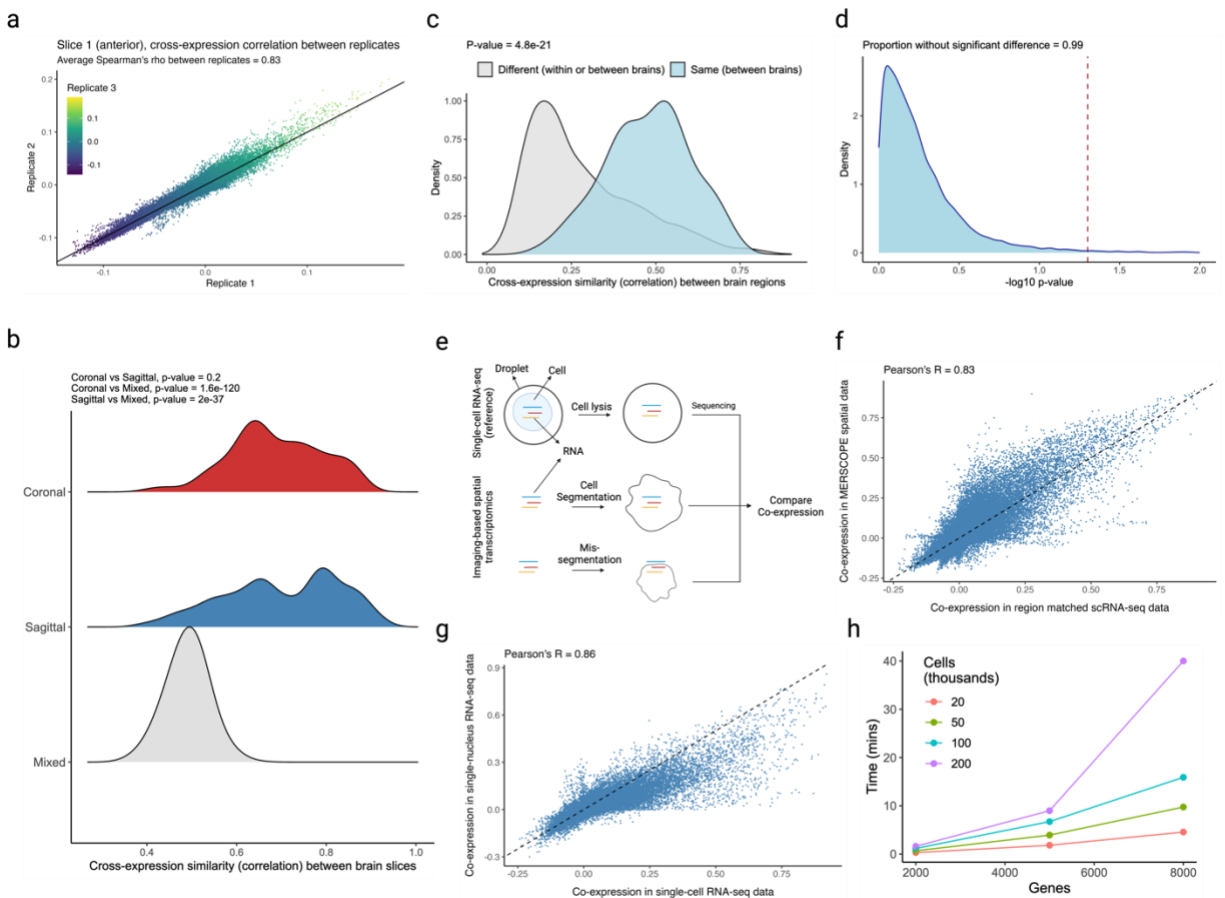 a
Slice 1 (anterior), cross-expression correlation between replicates
Average Spearman's rho between replicates = 0.83
Replicate 3
0.1
0.0
-0.1
0.2
0.1
0.0
-0.1
Replicate 2
-0.1
0.0
0.1
Replicate 1
c
P-value = 4.8e-21
Different (within or between brains)
Same (between brains)
1.00
0.75
0.50
0.25
0.00
Density
0.00
0.25
0.50
0.75
Cross-expression similarity (correlation) between brain regions
d
Proportion without significant difference = 0.99
2
1
0
Density
0.0
0.5
1.0
1.5
2.0
-log10 p-value
b
Coronal vs Sagittal, p-value = 0.2
Coronal vs Mixed, p-value = 1.6e-120
Sagittal vs Mixed, p-value = 2e-37
Coronal
Sagittal
Mixed
0.4
0.6
0.8
1.0
Cross-expression similarity (correlation) between brain slices
e
Droplet
Cell
Single-cell RNA-seq
(reference)
Cell lysis
Sequencing
RNA
Imaging-based spatial
transcriptomics
Cell
Segmentation
Compare
Co-expression
Mis-
segmentation
f
Pearson's R = 0.83
0.75
0.50
0.25
0.00
-0.25
Co-expression in MERSCOPE spatial data
-0.25
0.00
0.25
0.50
0.75
Co-expression in region matched scRNA-seq data
g
Pearson's R = 0.86
0.9
0.6
0.3
0.0
-0.3
Co-expression in single-nucleus RNA-seq data
-0.25
0.00
0.25
0.50
0.75
Co-expression in single-cell RNA-seq data
h
Cells
(thousands)
20
50
100
200
40
30
20
10
0
Time (mins)
2000
4000
6000
8000
Genes